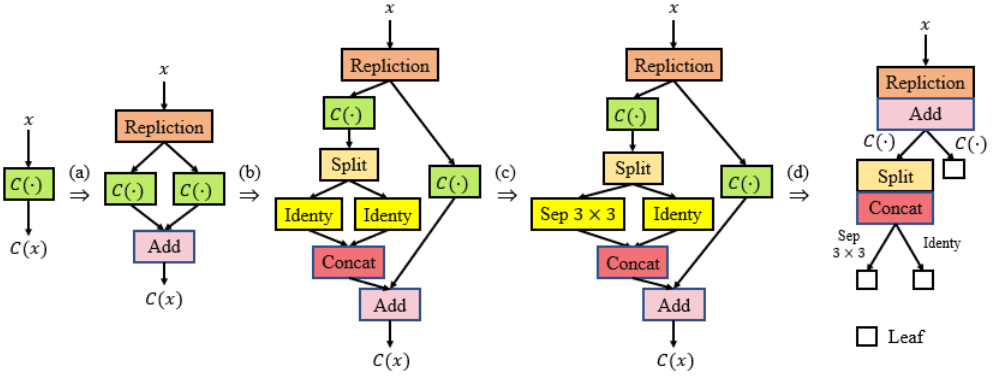 x
C(·)
C(x)
(a)
⇒
x
Repliction
C(·) C(·)
Add
C(x)
(b)
⇒
x
Repliction
C(·)
Split
C(·)
Identy Identy
Concat
Add
C(x)
(c)
⇒
x
Repliction
C(·)
Split
C(·)
Sep 3 × 3 Identy
Concat
Add
C(x)
(d)
⇒
x
Repliction
Add
C(·) C(·)
Split
Concat
Sep
3 × 3
Identy
Leaf